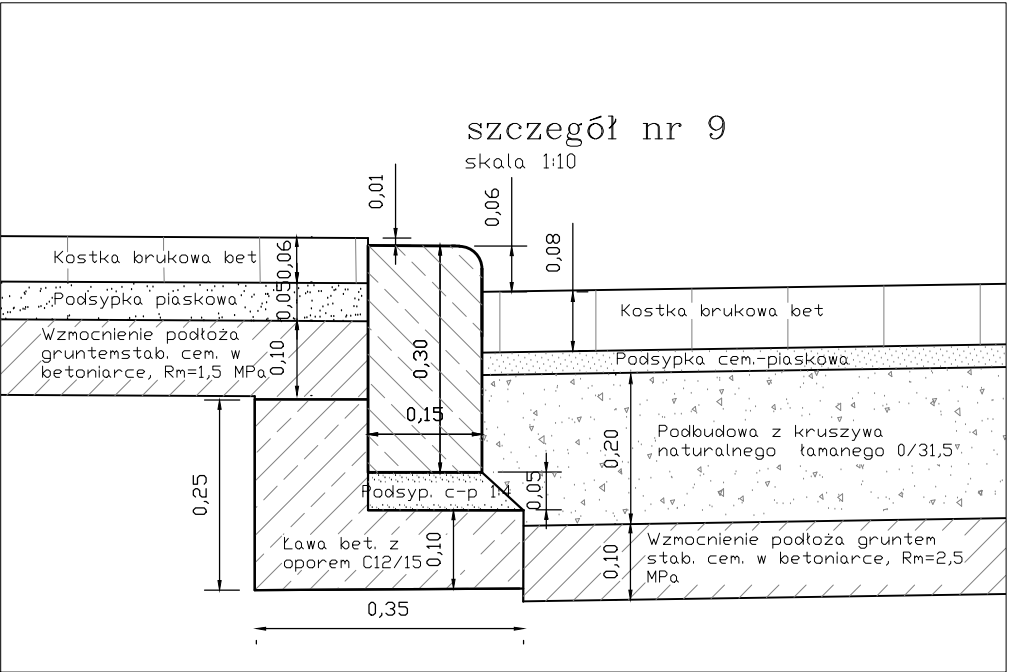 szczegół nr 9
skala 1:10
0,01
0,06
0,08
Kostka brukowa bet
0,06
Podsypka piaskowa
0,05
Wzmocnienie podłoża
gruntemstab. cem. w
betoniarce, Rm=1,5 MPa
0,10
0,30
0,15
Kostka brukowa bet
Podsypka cem.-piaskowa
Podbudowa z kruszywa
naturalnego łamanego 0/31,5
0,20
0,25
Podsyp. c-p 1:4
0,05
Ława bet. z
oporem C12/15
0,10
Wzmocnienie podłoża gruntem
stab. cem. w betoniarce, Rm=2,5
MPa
0,10
0,35